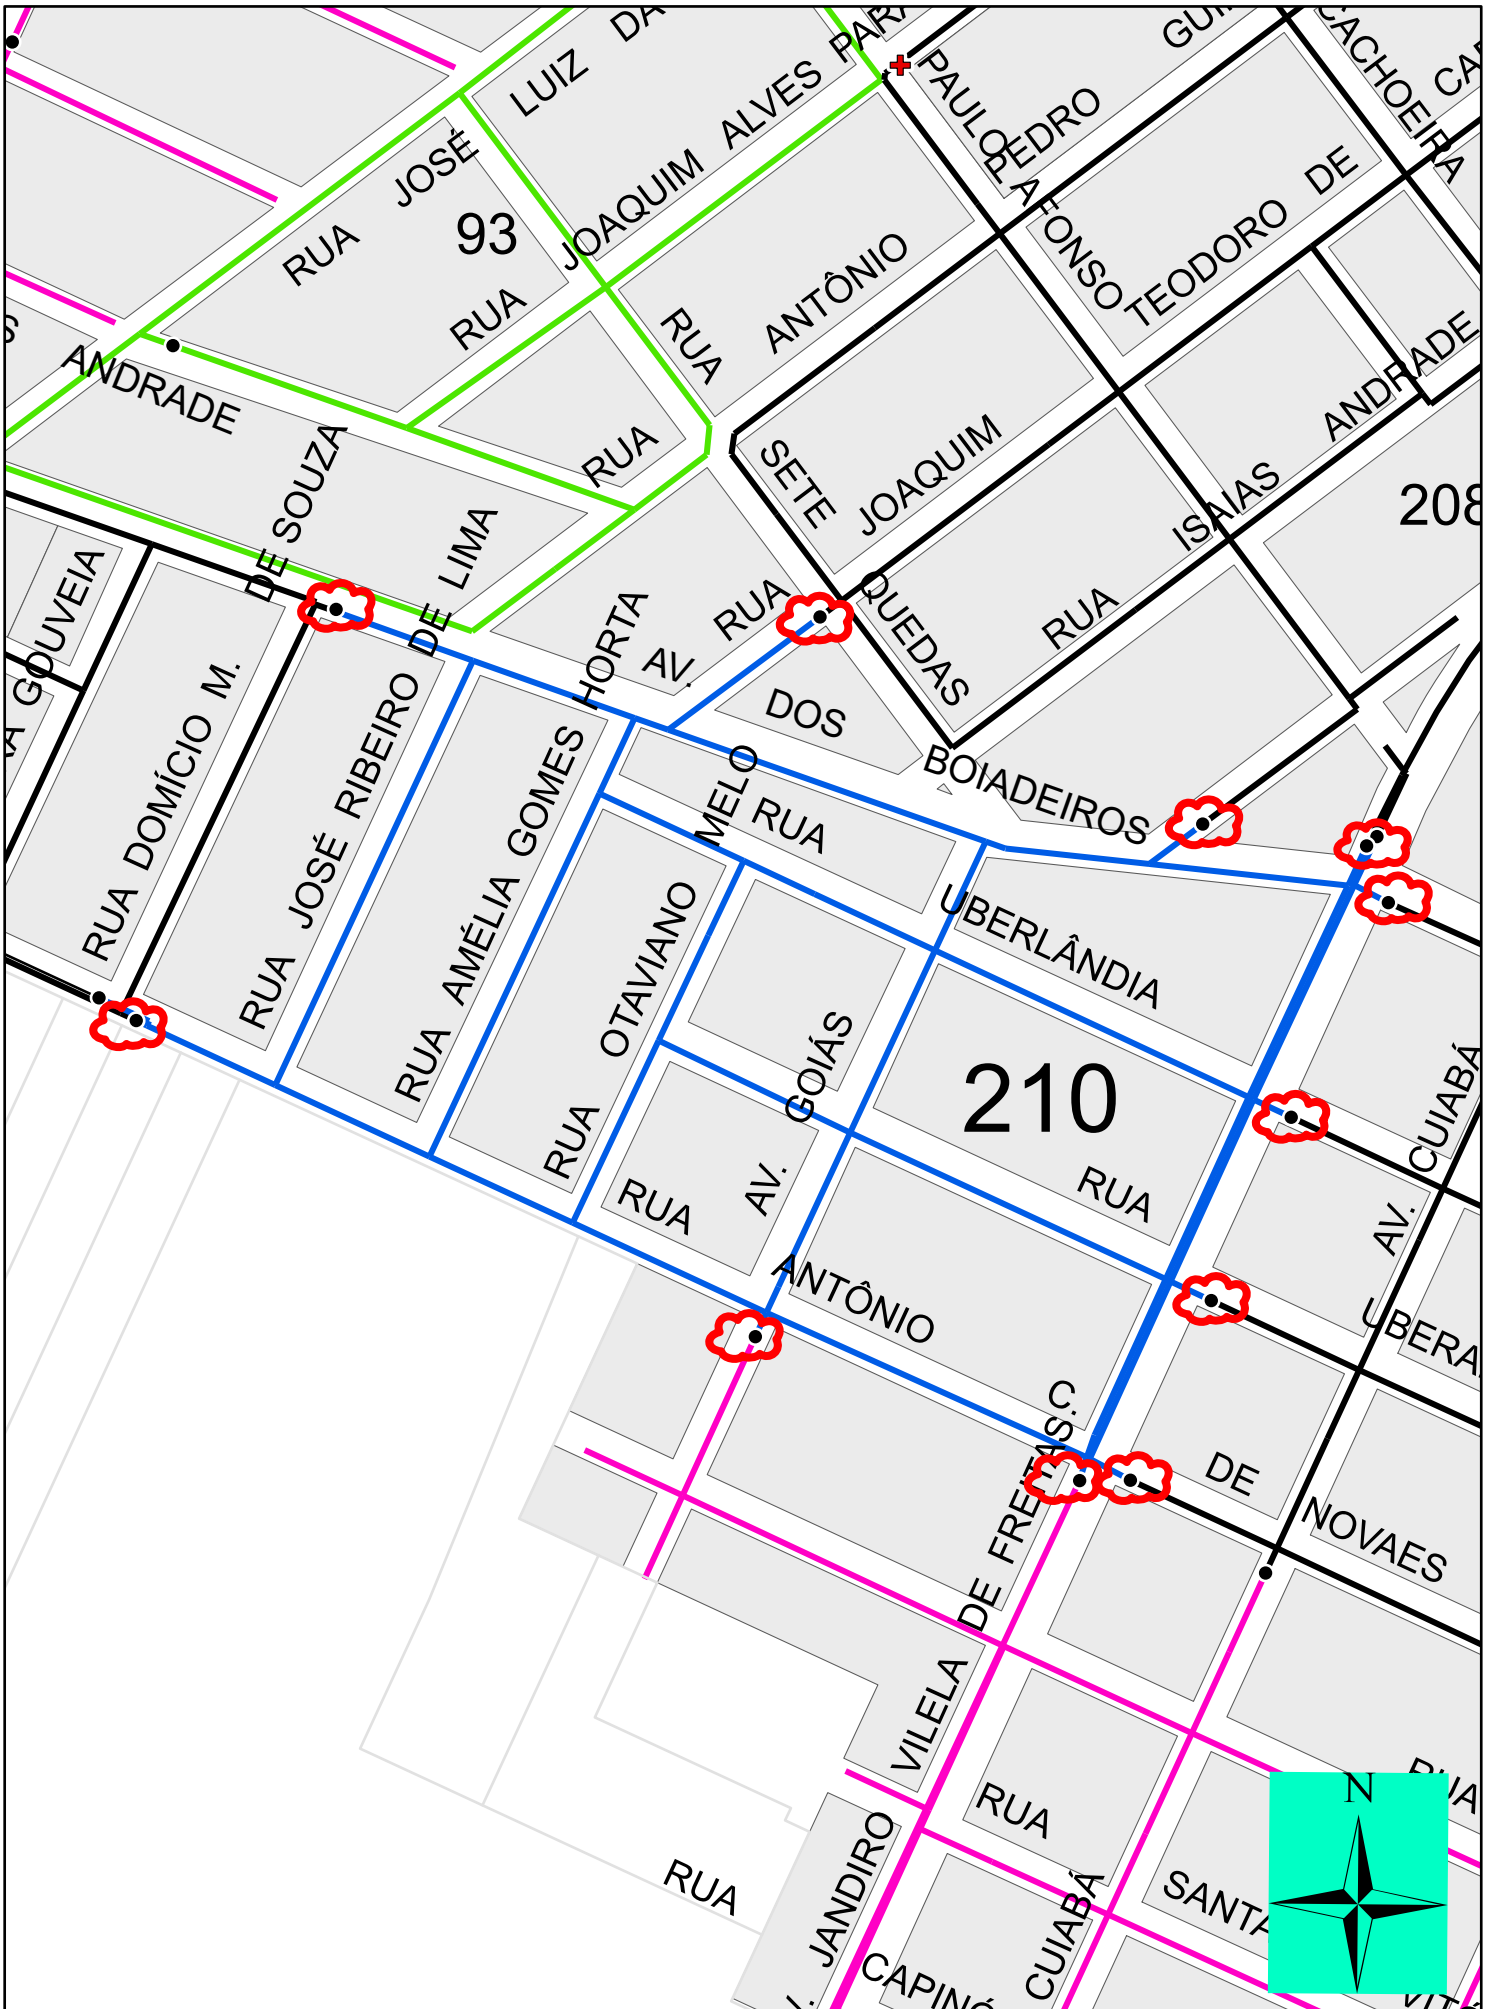 LUIZ
DA
ALVES
JOAQUIM
RUA
JOSÉ
RUA
93
PAULO
AFONSO
PEDRO
ANTÔNIO
RUA
CACHOEIRA
TEODORO
DE
JOAQUIM
RUA
ANDRADE
ISAIAS
RUA
208
RUA
SETE
QUEDAS
ANDRADE
DE SOUZA
DE LIMA
HORTA
GOUVEIA
AV.
DOS
BOIADEIROS
RUA DOMÍCIO M.
RUA JOSÉ RIBEIRO
RUA AMÉLIA GOMES
MELO
RUA OTAVIANO
RUA
UBERLÂNDIA
AV.
GOIÁS
210
RUA
RUA
ANTÔNIO
C.
DE
NOVAES
AV.
CUIABÁ
VILELA
DE FREITAS
JANDIRO
RUA
RUA
CUIABÁ
N